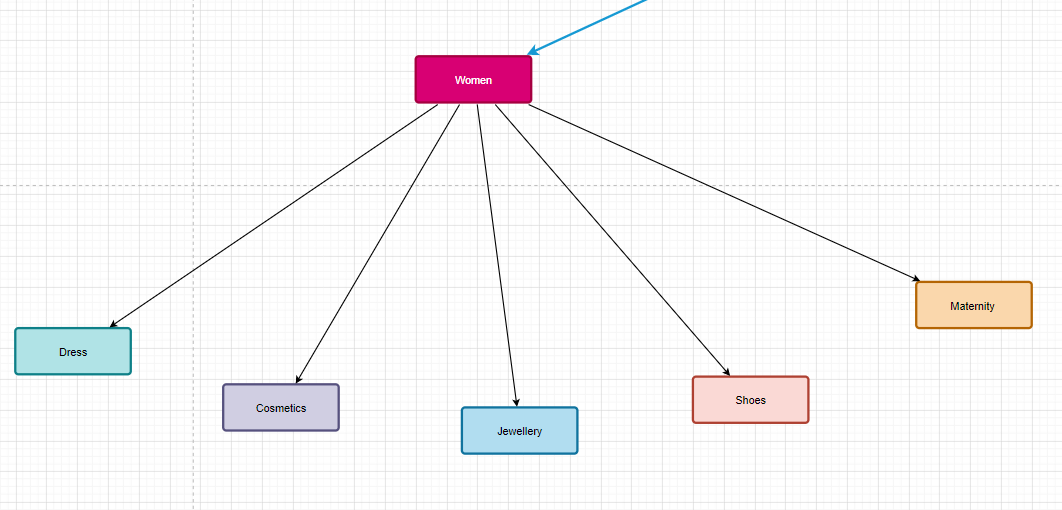 Women
Dress
Cosmetics
Jewellery
Shoes
Maternity